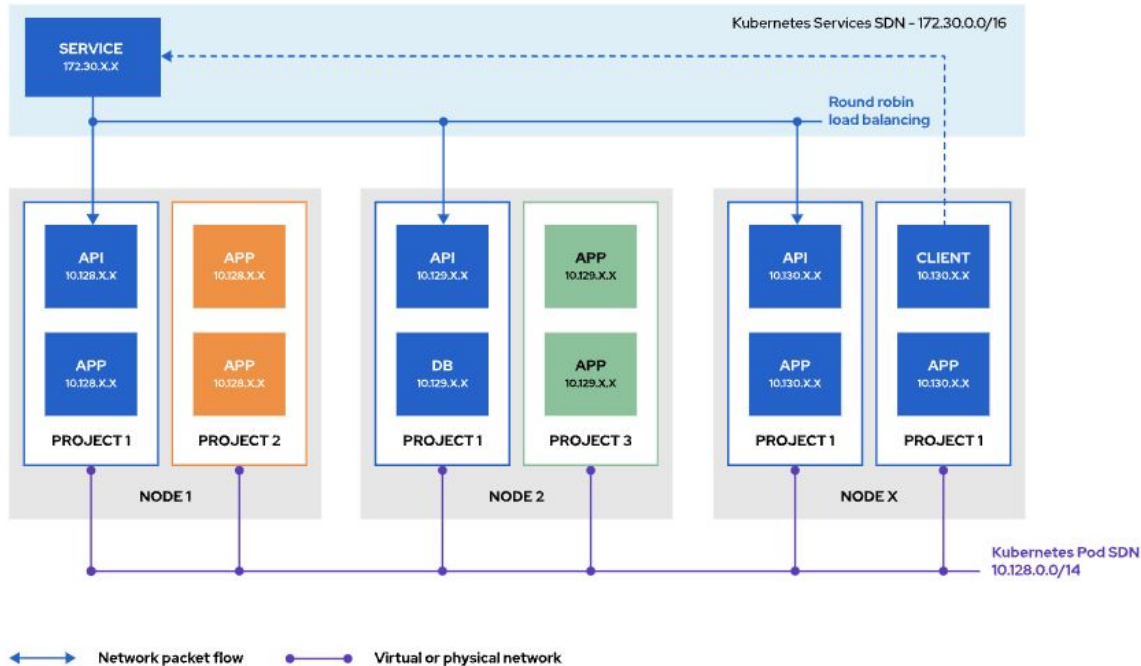 Kubernetes Services SDN - 172.30.0.0/16
SERVICE
172.30.X.X
Round robin
load balancing
API
10.128.X.X
APP
10.128.X.X
APP
10.128.X.X
APP
10.128.X.X
PROJECT 1
PROJECT 2
NODE 1
API
10.129.X.X
APP
10.129.X.X
DB
10.129.X.X
APP
10.129.X.X
PROJECT 1
PROJECT 3
NODE 2
API
10.130.X.X
CLIENT
10.130.X.X
APP
10.130.X.X
APP
10.130.X.X
PROJECT 1
PROJECT 1
NODE X
Kubernetes Pod SDN
10.128.0.0/14
Network packet flow
Virtual or physical network